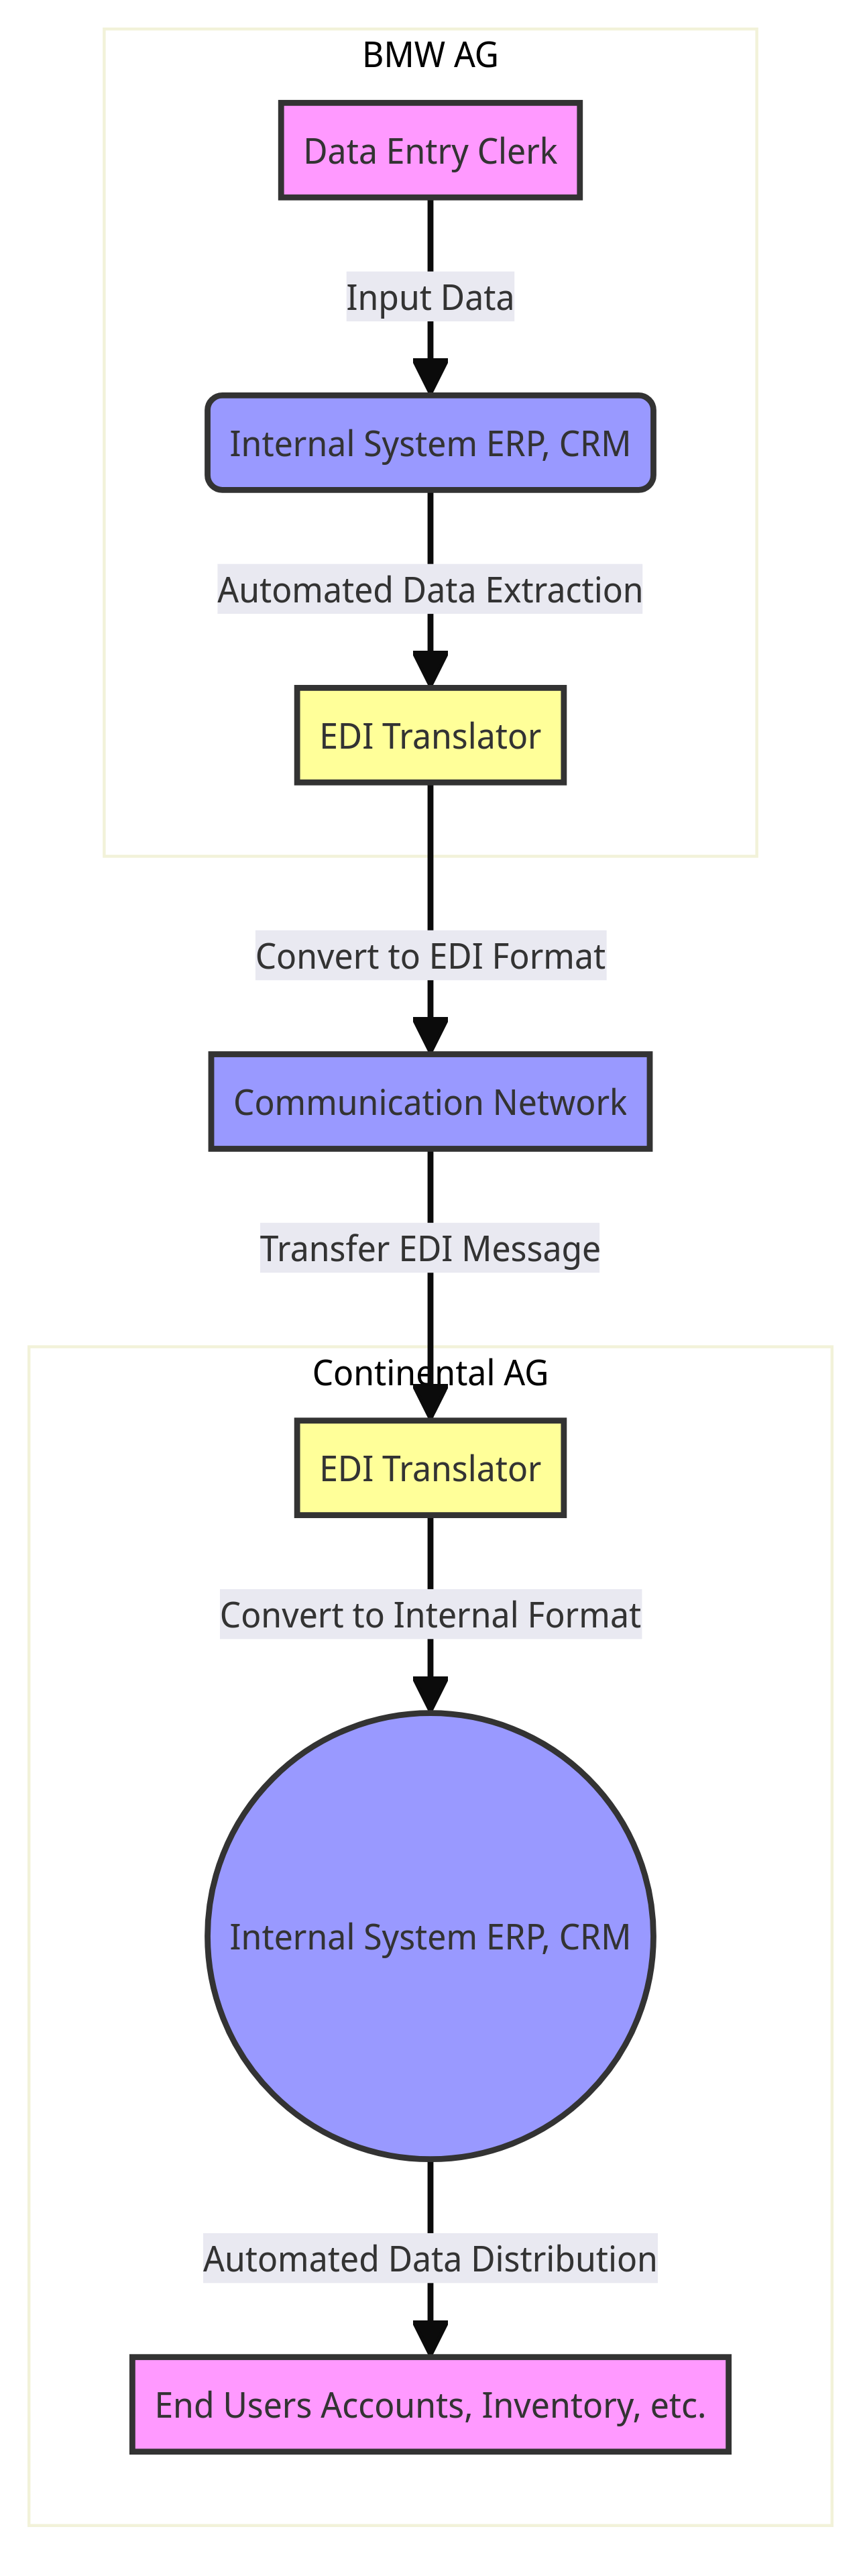 BMW AG
Data Entry Clerk
Input Data
Internal System ERP, CRM
Automated Data Extraction
EDI Translator
Convert to EDI Format
Communication Network
Transfer EDI Message
Continental AG
EDI Translator
Convert to Internal Format
Internal System ERP, CRM
Automated Data Distribution
End Users Accounts, Inventory, etc.